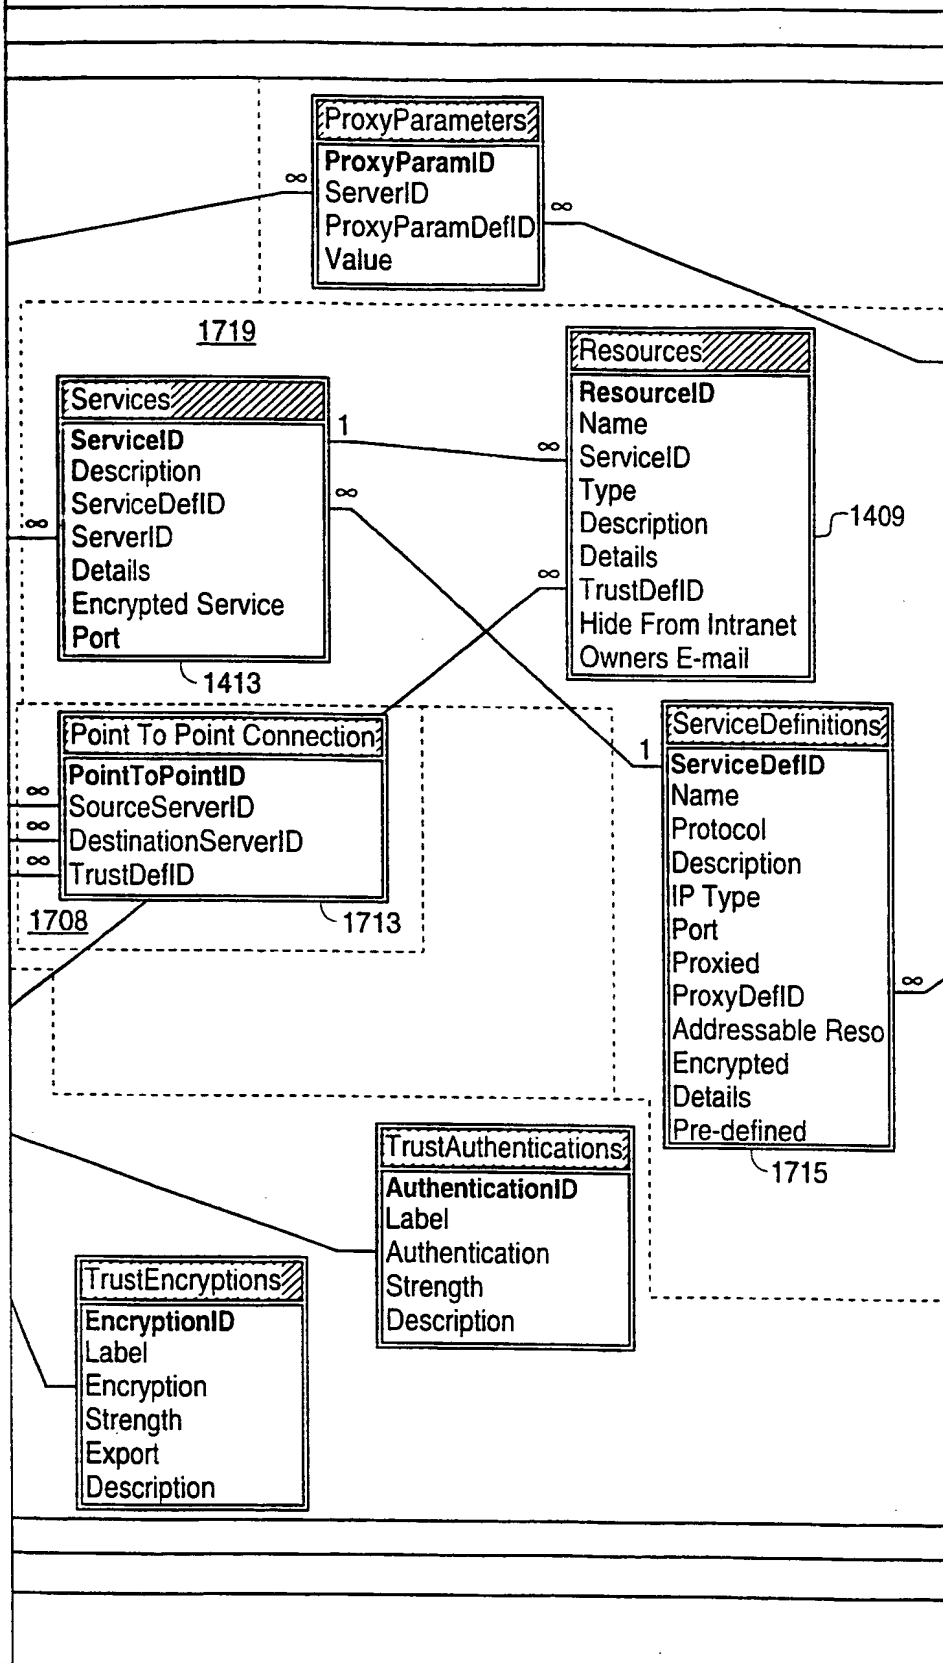 ProxyParameters
ProxyParamID
∞
ServerID
∞
ProxyParamDefID
Value
1719
Resources
ResourceID
Name
ServiceID
Type
Description
Details
TrustDefID
Hide From Intranet
Owners E-mail
1409
Services
ServiceID
Description
ServiceDefID
ServerID
Details
Encrypted Service
Port
1
∞
∞
∞
∞
1413
Point To Point Connection
PointToPointID
SourceServerID
DestinationServerID
TrustDefID
∞
∞
∞
1708
1713
ServiceDefinitions
1
ServiceDefID
Name
Protocol
Description
IP Type
Port
Proxied
ProxyDefID
∞
Addressable Reso
Encrypted
Details
Pre-defined
1715
TrustAuthentications
AuthenticationID
Label
Authentication
Strength
Description
TrustEncryptions
EncryptionID
Label
Encryption
Strength
Export
Description